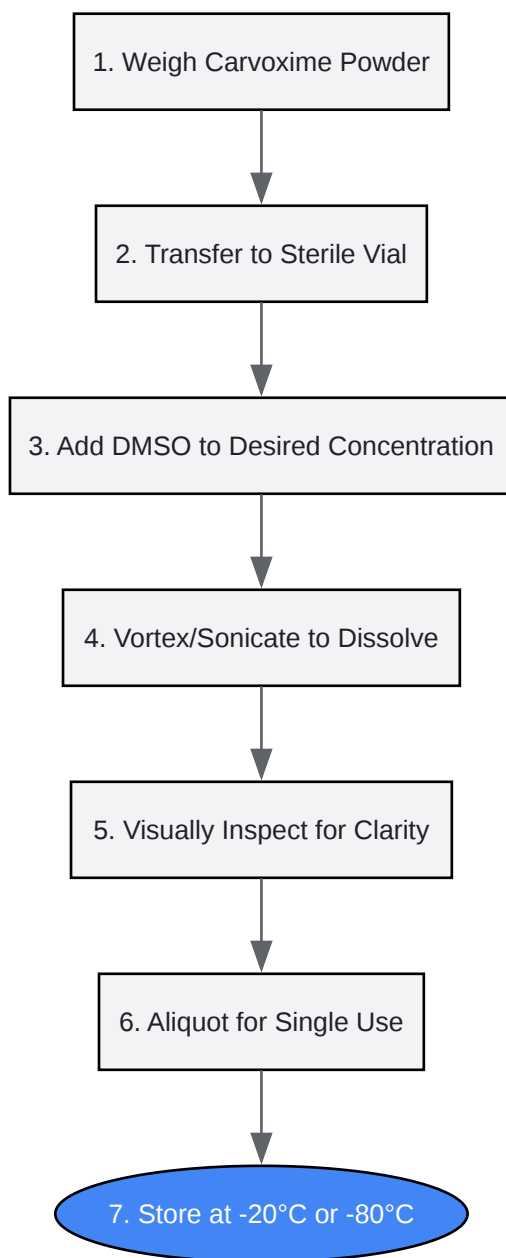 1. Weigh Carvoxime Powder
2. Transfer to Sterile Vial
3. Add DMSO to Desired Concentration
4. Vortex/Sonicate to Dissolve
5. Visually Inspect for Clarity
6. Aliquot for Single Use
7. Store at -20°C or -80°C